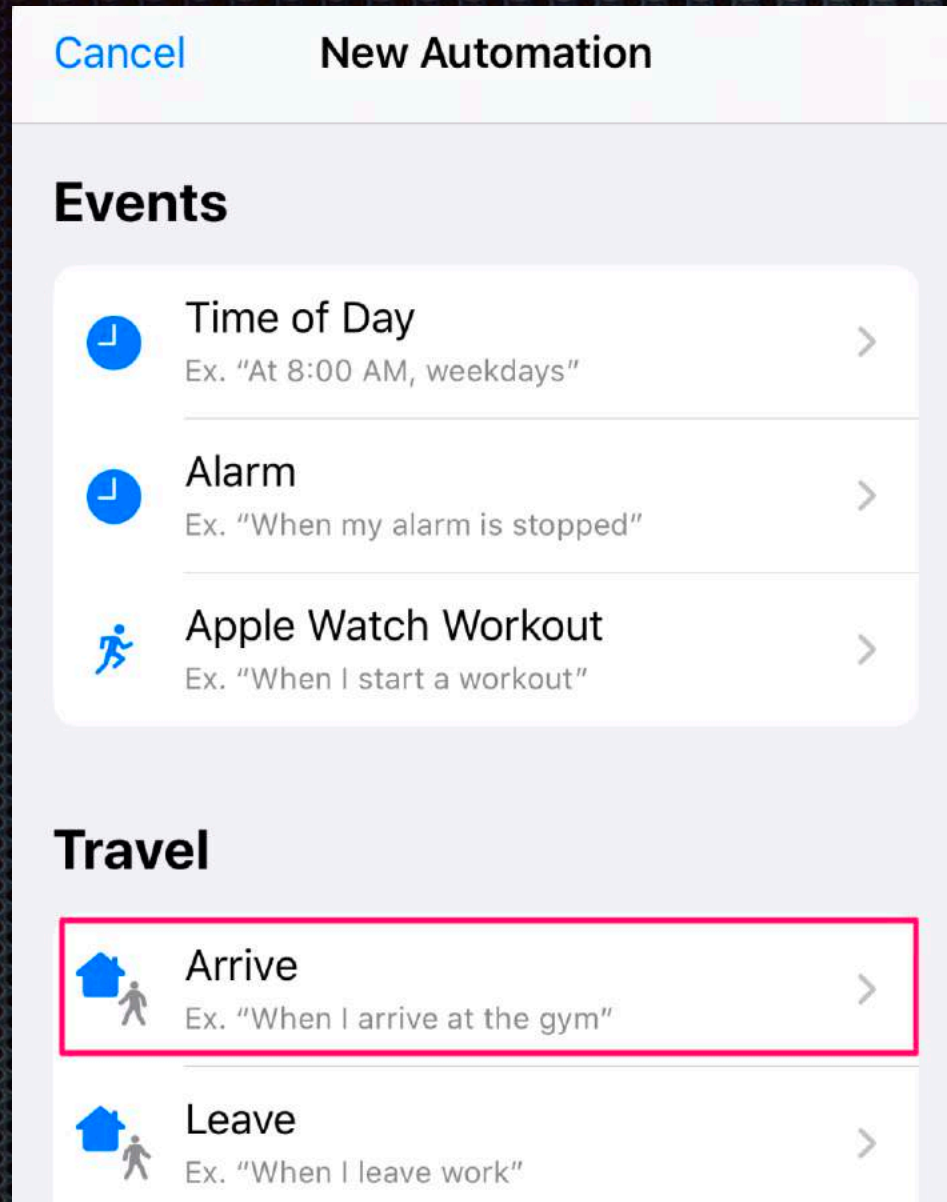 Cancel New Automation
Events
Time of Day
Ex. “At 8:00 AM, weekdays”
Alarm
Ex. “When my alarm is stopped”
Apple Watch Workout
Ex. “When I start a workout”
Travel
Arrive
Ex. “When I arrive at the gym”
Leave
Ex. “When I leave work”